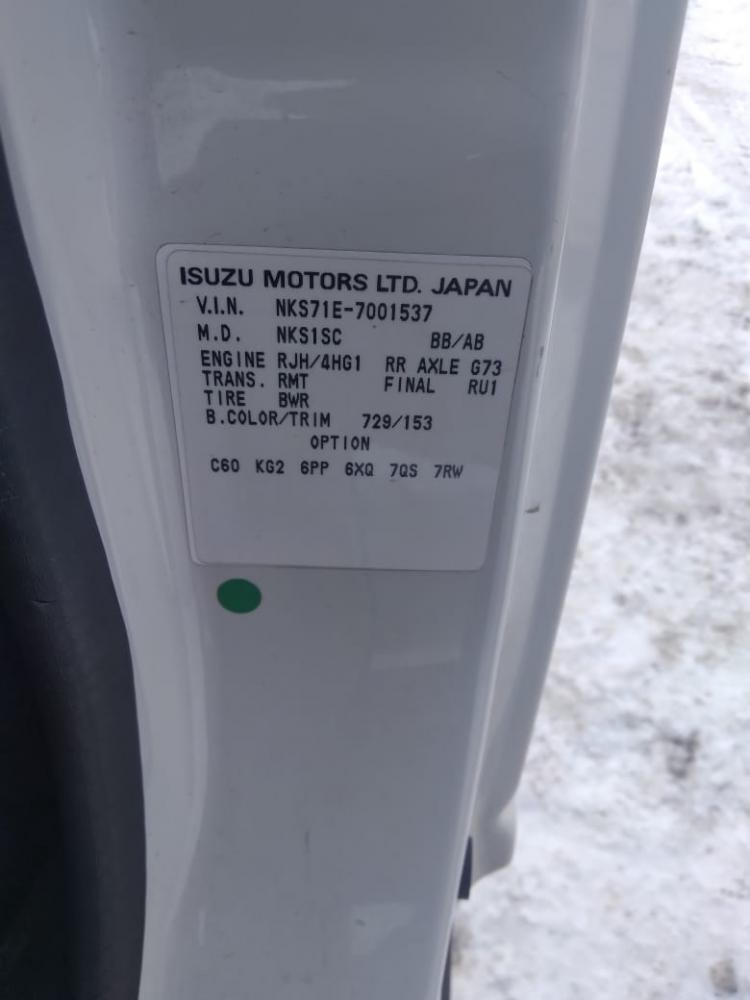 ISUZU MOTORS LTD. JAPAN
V.I.N. NKS71E-7001537
M.D. NKS1SC BB/AB
ENGINE RJH/4HG1 RR AXLE G73
TRANS. RMT FINAL RU1
TIRE BWR
B.COLOR/TRIM 729/153
OPTION
C60 KG2 6PP 6XQ 7QS 7RW